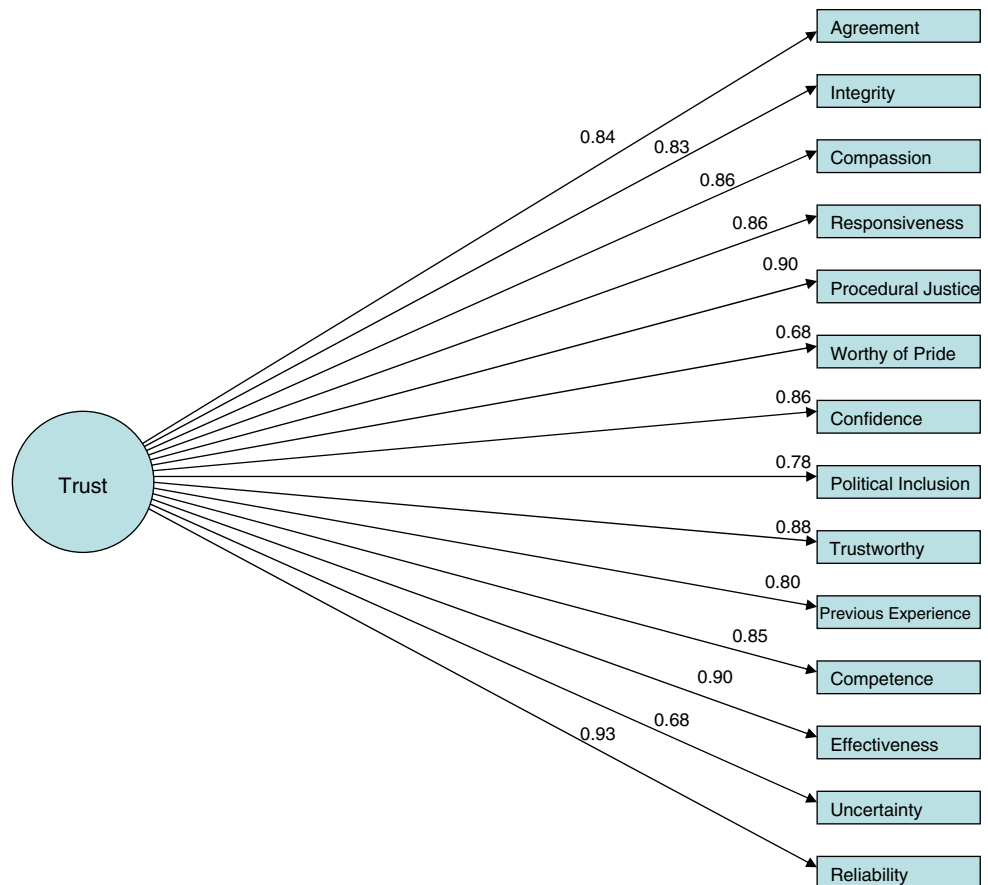 Agreement
0.84
Integrity
0.83
Compassion
0.86
Responsiveness
0.86
Procedural Justice
0.90
Worthy of Pride
0.68
Confidence
0.86
Trust
Political Inclusion
0.78
Trustworthy
0.88
Previous Experience
0.80
Competence
0.85
Effectiveness
0.90
Uncertainty
0.68
Reliability
0.93